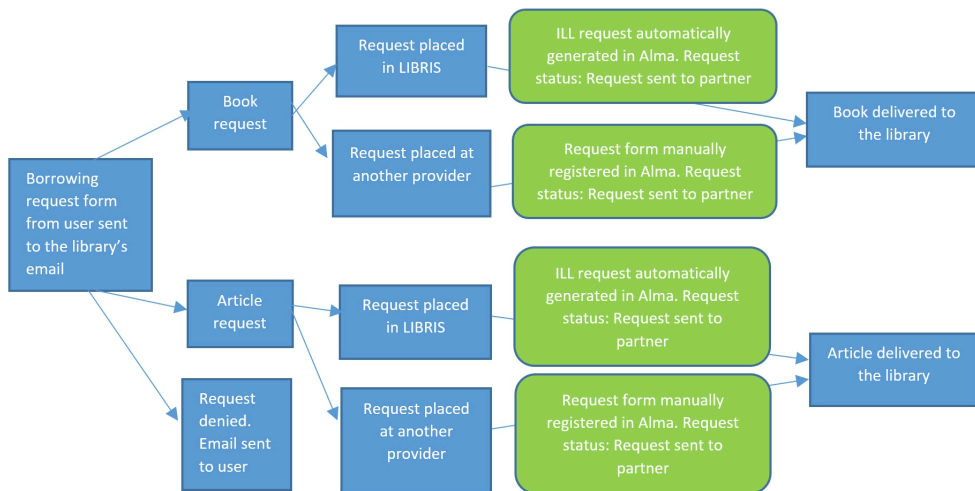 Borrowing
request form
from user sent
to the library's
email
Book
request
Request placed
in LIBRIS
ILL request automatically
generated in Alma. Request
status: Request sent to partner
Request placed at
another provider
Request form manually
registered in Alma. Request
status: Request sent to partner
Book delivered to
the library
Article
request
Request placed
in LIBRIS
ILL request automatically
generated in Alma. Request
status: Request sent to
partner
Request placed
at another
provider
Request form manually
registered in Alma. Request
status: Request sent to
partner
Article delivered to
the library
Request
denied.
Email sent
to user